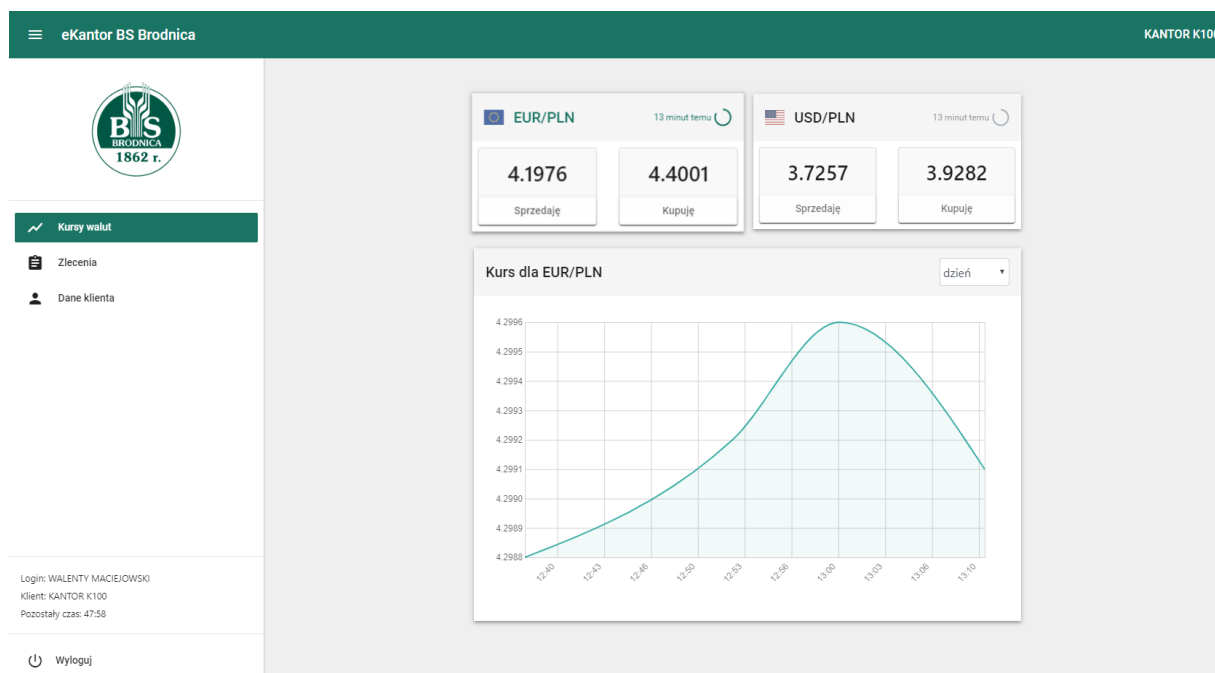 eKantor BS Brodnica
KANTOR K100
BS
BRODNICA
1862 r.
Kursy walut
Zlecenia
Dane klienta
EUR/PLN
13 minut temu
4.1976
4.4001
Sprzedaję
Kupuję
USD/PLN
13 minut temu
3.7257
3.9282
Sprzedaję
Kupuję
Kurs dla EUR/PLN
dzień
4.2996
4.2995
4.2994
4.2993
4.2992
4.2991
4.2990
4.2989
4.2988
12:40
12:43
12:46
12:50
12:53
12:56
13:00
13:03
13:06
13:10
Login: WALENTY MACIEJOWSKI
Klient: KANTOR K100
Pozostały czas: 47:58
Wyloguj